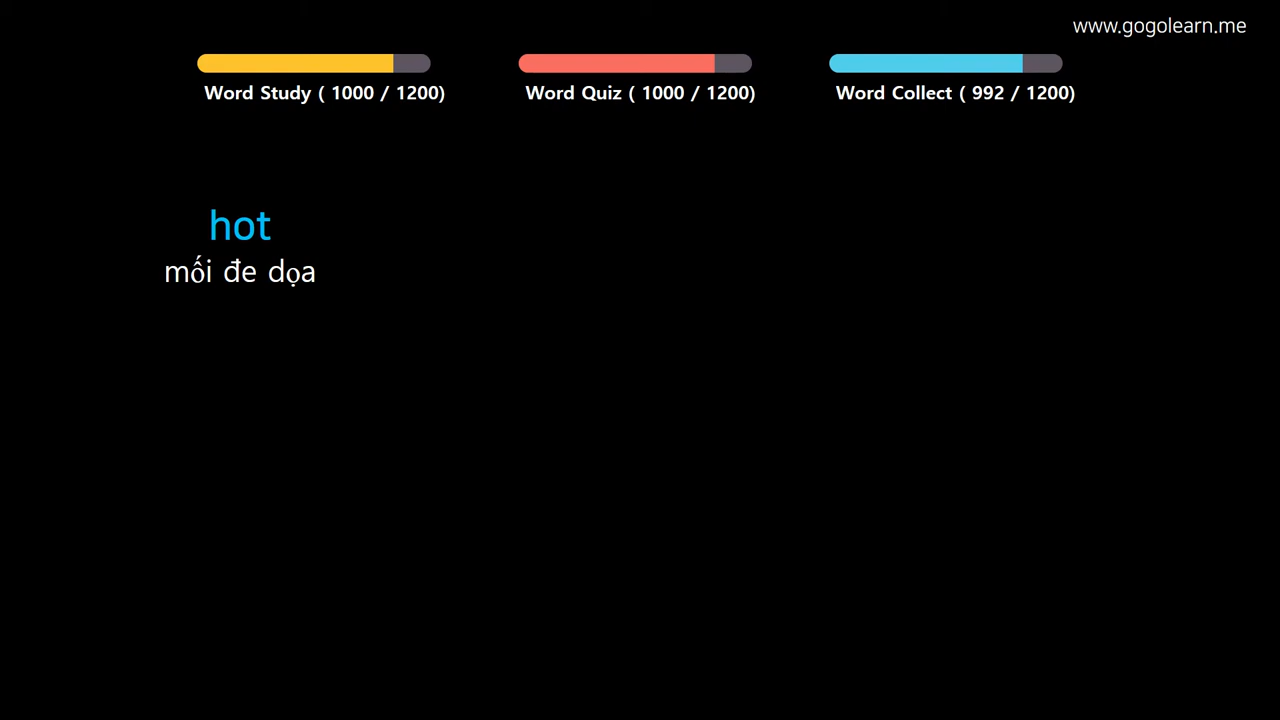 www.gogolearn.me
Word Study ( 1000 / 1200)
Word Quiz ( 1000 / 1200)
Word Collect ( 992 / 1200)
hot
mối đe dọa